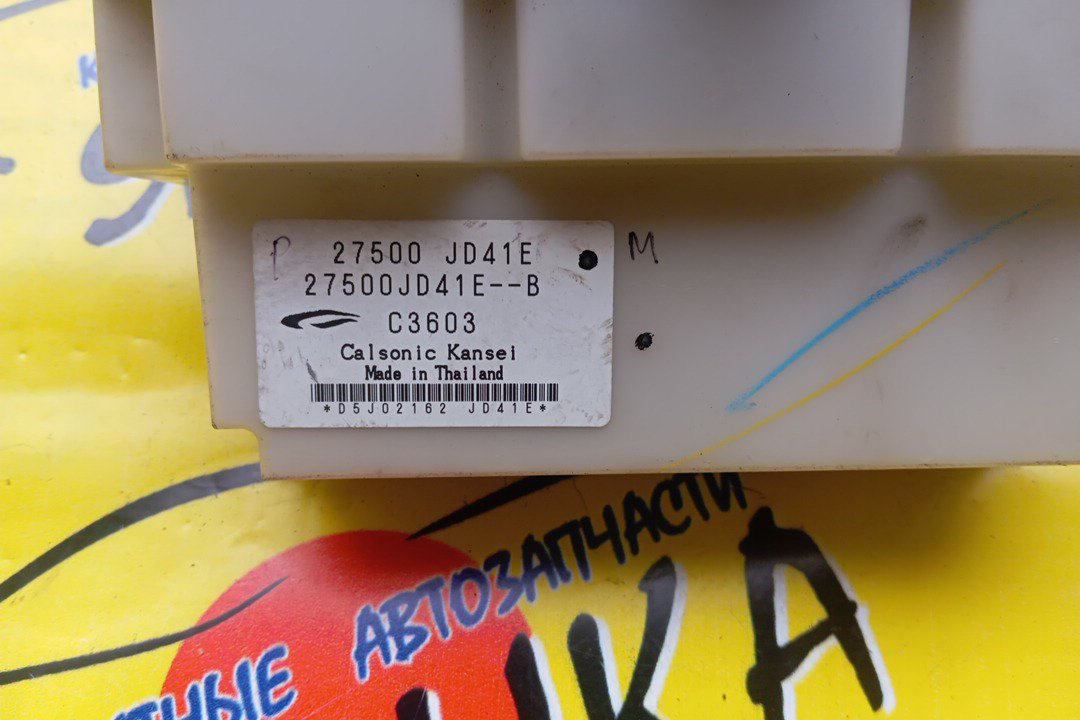 P 27500 JD41E
M
27500JD41E--B
C3603
Calsonic Kansei
Made in Thailand
*D5J02162 JD41E*
АВТОЗАПЧАСТИ